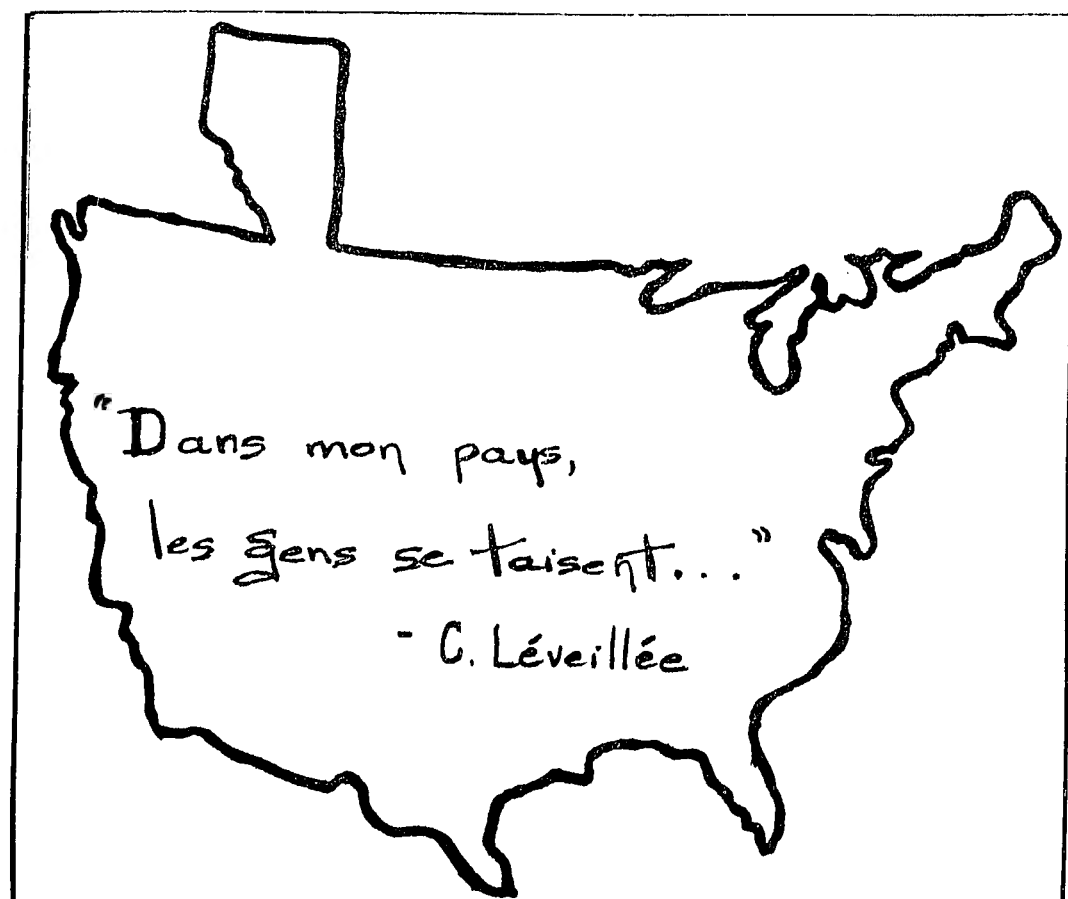 "Dans mon pays,
les gens se taisent..."
- C. Léveillée